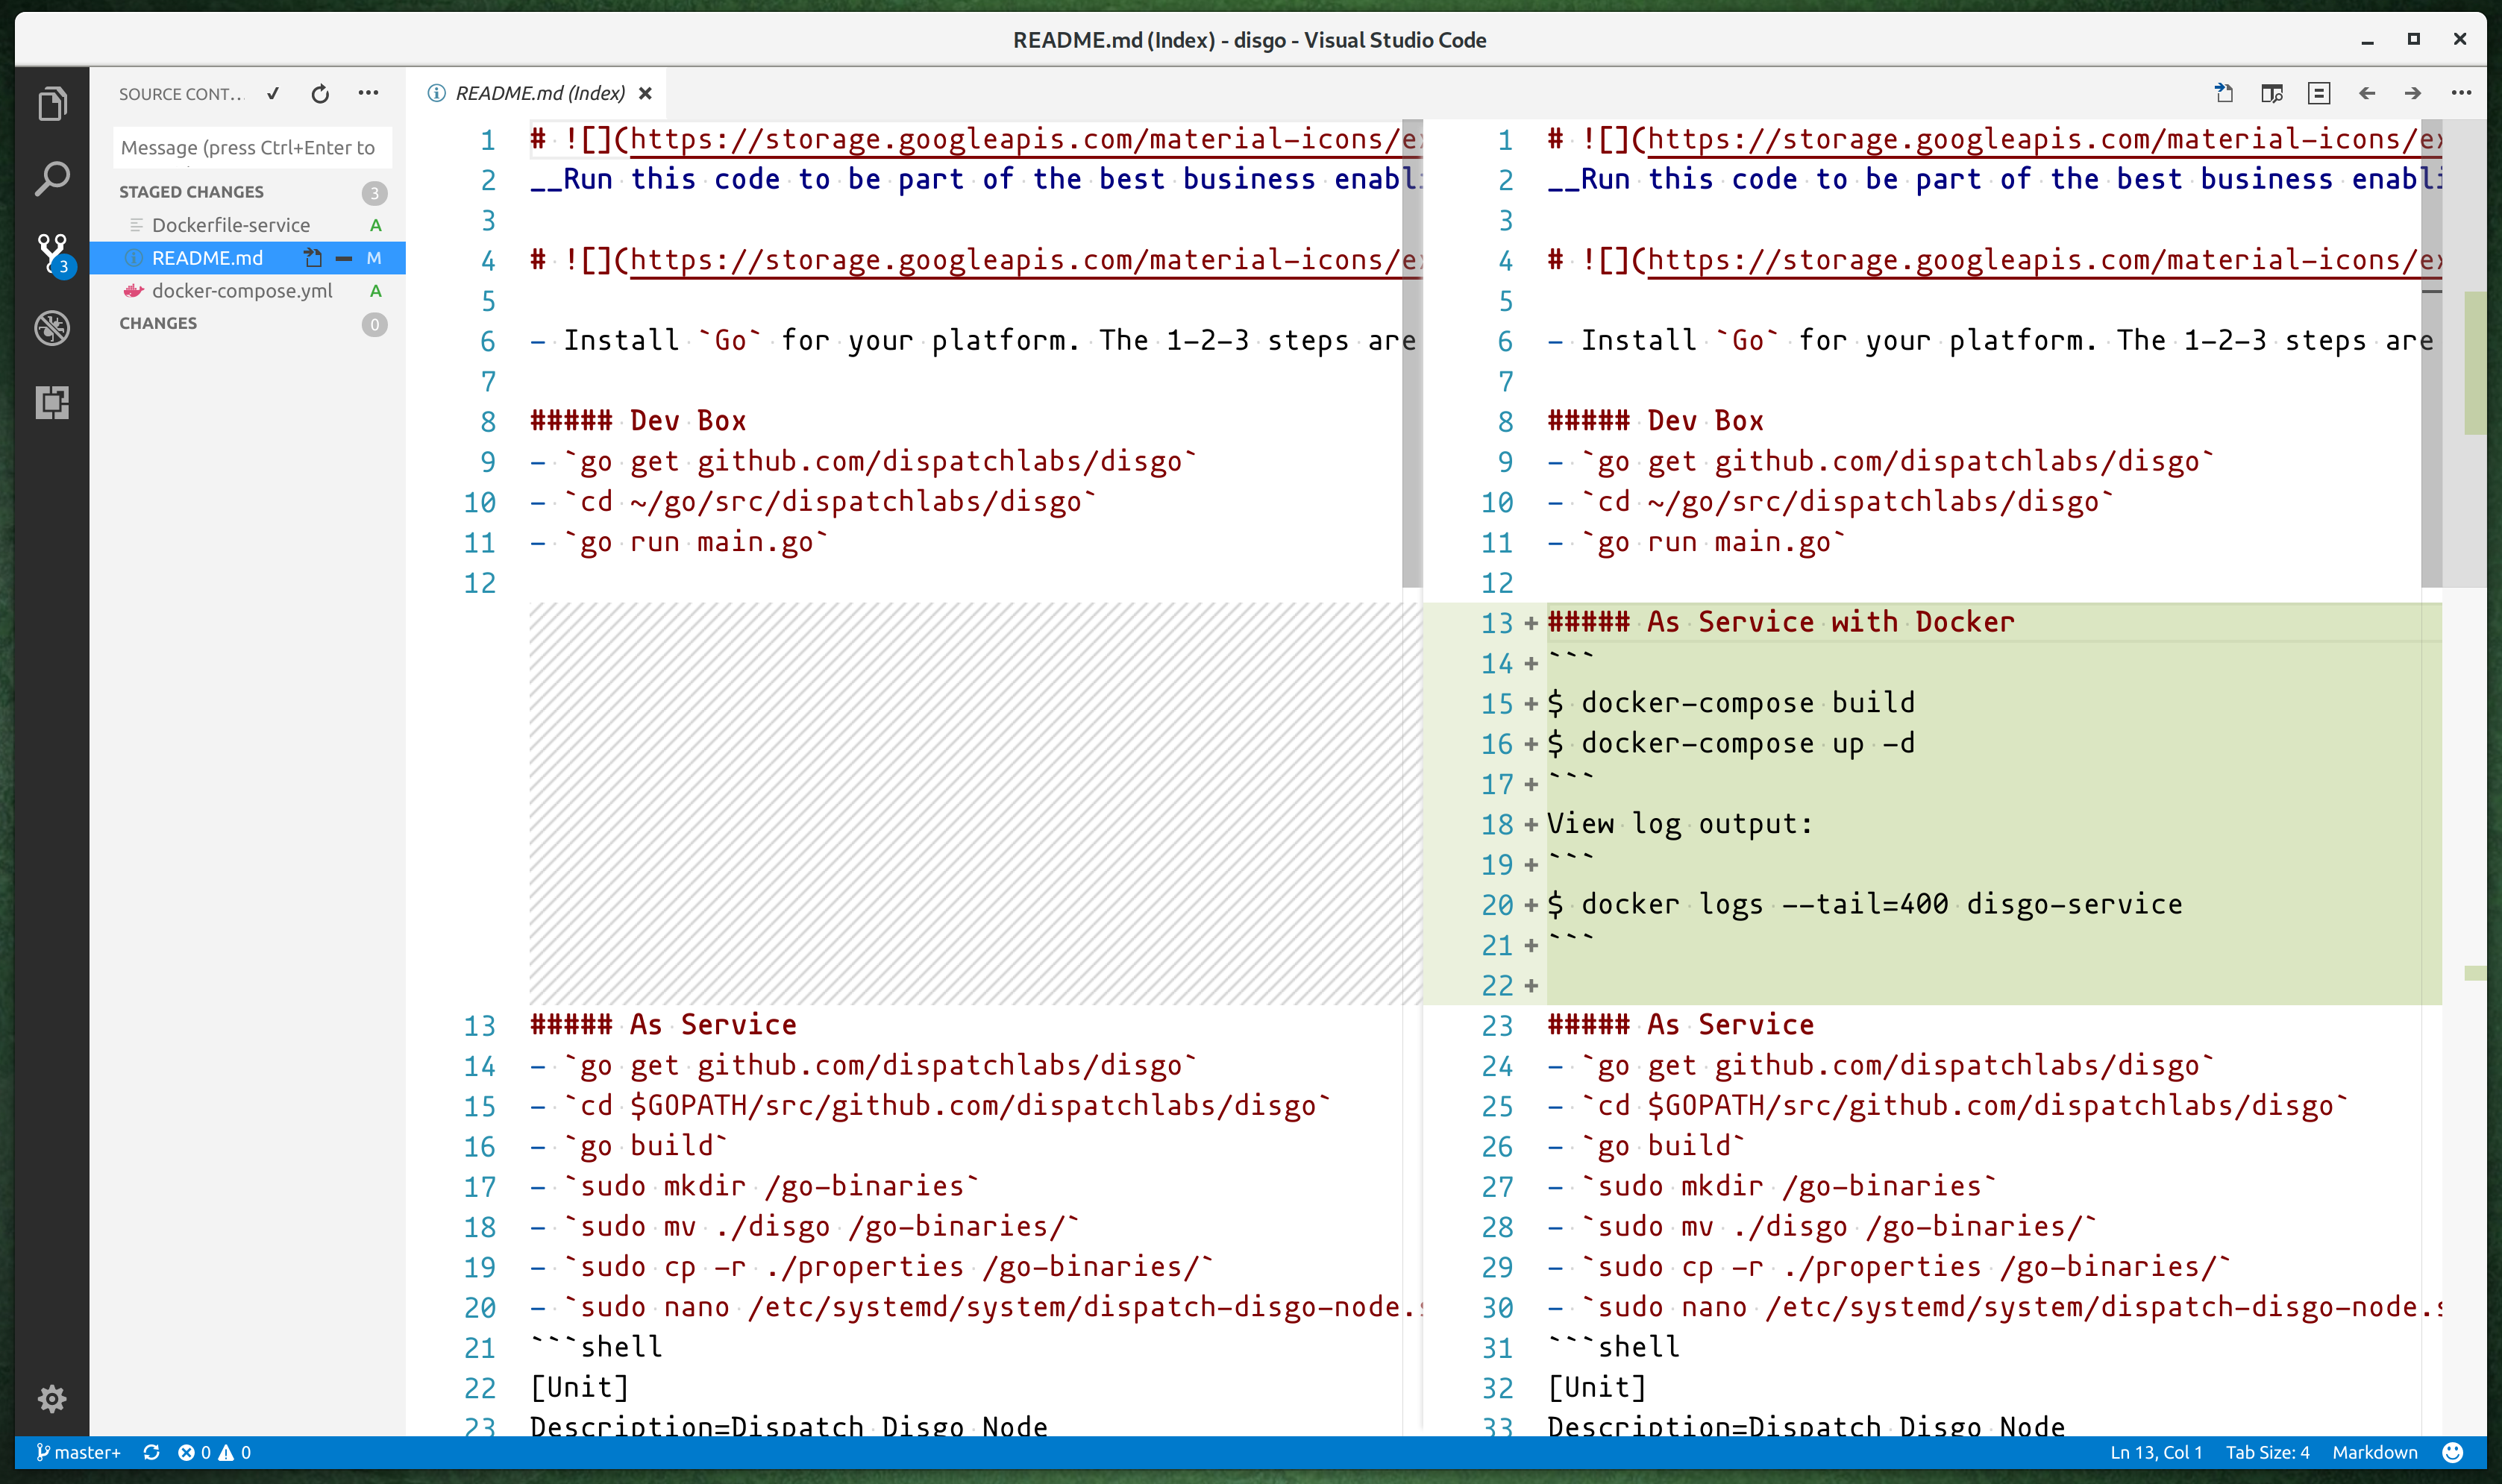 README.md (Index) - disgo - Visual Studio Code
SOURCE CONT...
README.md (Index)
Message (press Ctrl+Enter to
STAGED CHANGES 3
Dockerfile-service A
README.md M
docker-compose.yml A
CHANGES 0
3
1 # ![](https://storage.googleapis.com/material-icons/e
2 __Run this code to be part of the best business enabl
3
4 # ![](https://storage.googleapis.com/material-icons/e
5
6 - Install `Go` for your platform. The 1-2-3 steps are
7
8 ##### Dev Box
9 - `go get github.com/dispatchlabs/disgo`
10 - `cd ~/go/src/dispatchlabs/disgo`
11 - `go run main.go`
12
13 ##### As Service
14 - `go get github.com/dispatchlabs/disgo`
15 - `cd $GOPATH/src/github.com/dispatchlabs/disgo`
16 - `go build`
17 - `sudo mkdir /go-binaries`
18 - `sudo mv ./disgo /go-binaries/`
19 - `sudo cp -r ./properties /go-binaries/`
20 - `sudo nano /etc/systemd/system/dispatch-disgo-node.
21 ```shell
22 [Unit]
23 Description=Dispatch Disgo Node
1 # ![](https://storage.googleapis.com/material-icons/ex
2 __Run this code to be part of the best business enabli
3
4 # ![](https://storage.googleapis.com/material-icons/ex
5
6 - Install `Go` for your platform. The 1-2-3 steps are
7
8 ##### Dev Box
9 - `go get github.com/dispatchlabs/disgo`
10 - `cd ~/go/src/dispatchlabs/disgo`
11 - `go run main.go`
12
13 + ##### As Service with Docker
14 + ```
15 + $ docker-compose build
16 + $ docker-compose up -d
17 + ```
18 + View log output:
19 + ```
20 + $ docker logs --tail=400 disgo-service
21 + ```
22 +
23 ##### As Service
24 - `go get github.com/dispatchlabs/disgo`
25 - `cd $GOPATH/src/github.com/dispatchlabs/disgo`
26 - `go build`
27 - `sudo mkdir /go-binaries`
28 - `sudo mv ./disgo /go-binaries/`
29 - `sudo cp -r ./properties /go-binaries/`
30 - `sudo nano /etc/systemd/system/dispatch-disgo-node.s
31 ```shell
32 [Unit]
33 Description=Dispatch Disgo Node
master+ 0 0 Ln 13, Col 1 Tab Size: 4 Markdown